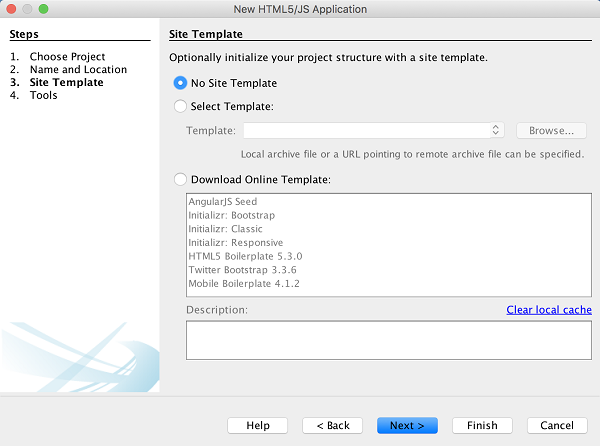 New HTML5/JS Application
Steps
1. Choose Project
2. Name and Location
3. Site Template
4. Tools
Site Template
Optionally initialize your project structure with a site template.
No Site Template
Select Template:
Template:
Browse...
Local archive file or a URL pointing to remote archive file can be specified.
Download Online Template:
AngularJS Seed
Initializr: Bootstrap
Initializr: Classic
Initializr: Responsive
HTML5 Boilerplate 5.3.0
Twitter Bootstrap 3.3.6
Mobile Boilerplate 4.1.2
Description:
Clear local cache
Help
< Back
Next >
Finish
Cancel